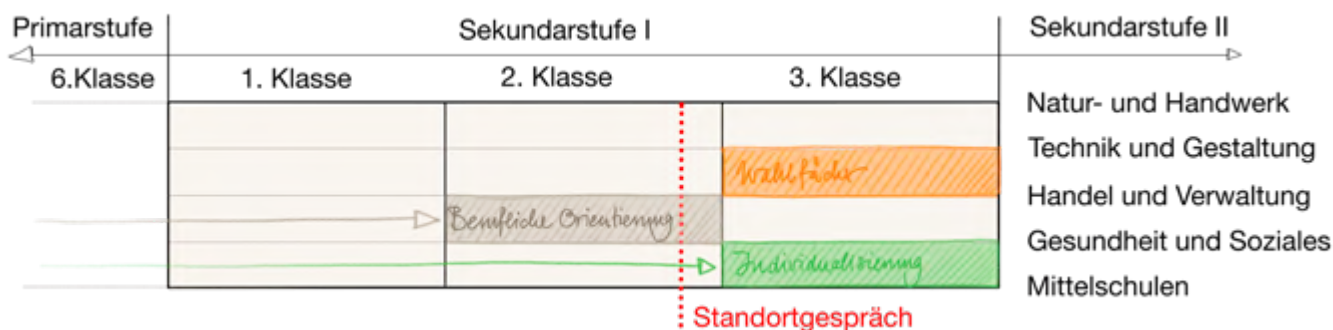 Primarstufe Sekundarstufe I Sekundarstufe II
6.Klasse 1. Klasse 2. Klasse 3. Klasse
Natur- und Handwerk
Technik und Gestaltung
Wahlfächer
Handel und Verwaltung
Berufliche Orientierung
Gesundheit und Soziales
Individualisierung
Mittelschulen
Standortgespräch